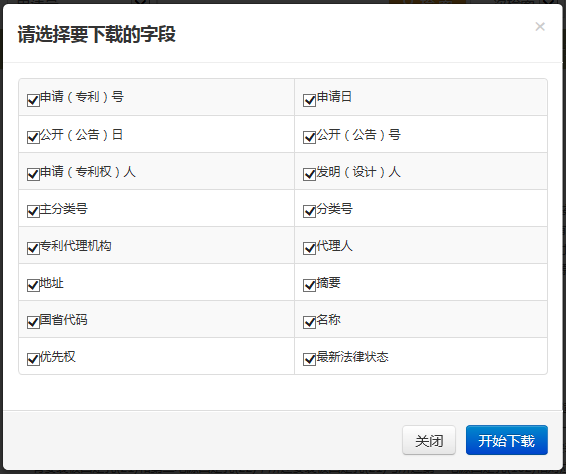 请选择要下载的字段
×
申请（专利）号
申请日
公开（公告）日
公开（公告）号
申请（专利权）人
发明（设计）人
主分类号
分类号
专利代理机构
代理人
地址
摘要
国省代码
名称
优先权
最新法律状态
关闭
开始下载